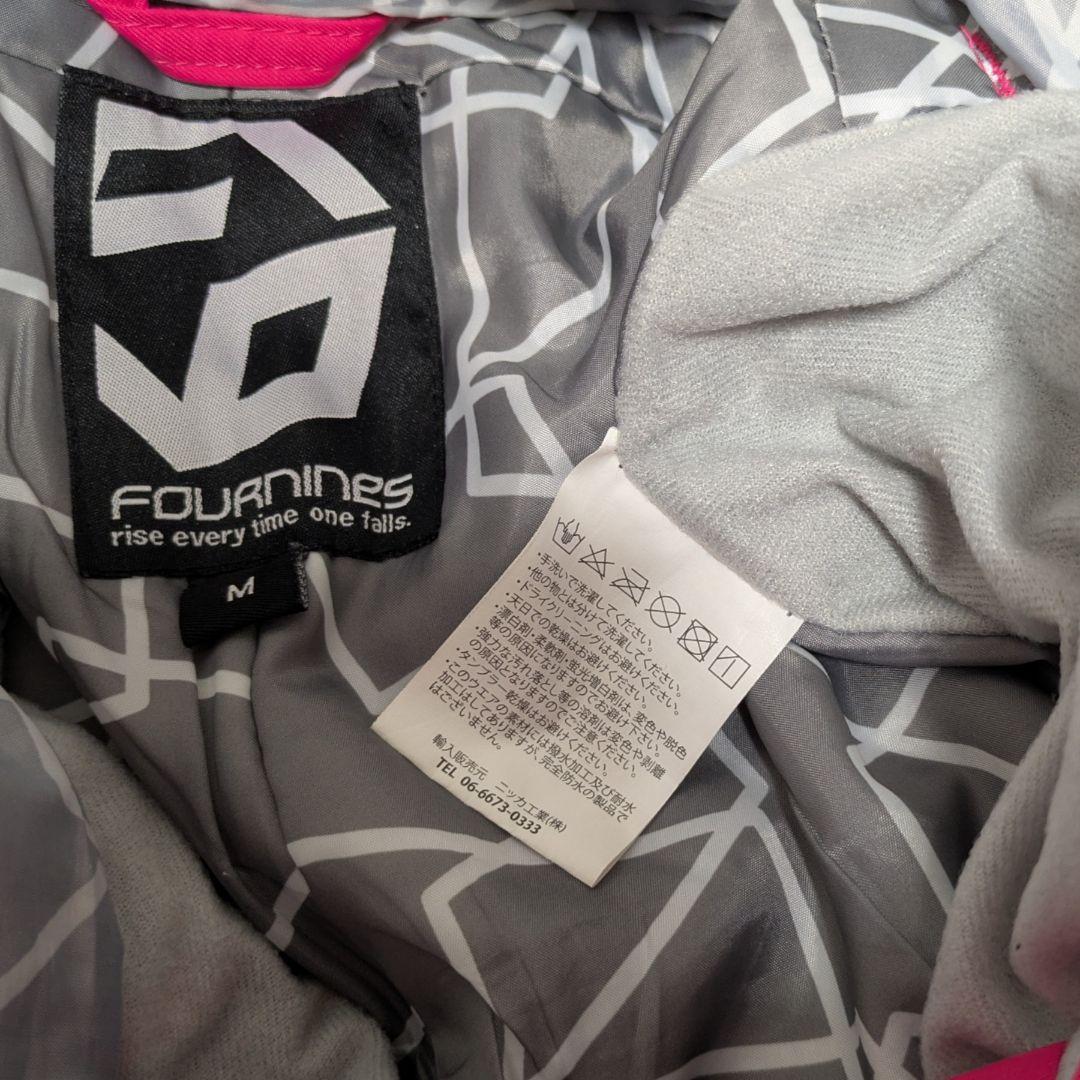 FOURNINES
rise every time one falls.
M
・手洗いで洗濯してください。
・他の物とは分けて洗濯してください。
・ドライクリーニングはお避けください。
・天日での乾燥はお避けください。
・漂白剤・柔軟剤・蛍光増白剤は、変色や脱色
等の原因になりますのでお避け下さい。
・強力な汚れ落とし等の溶剤は変色や剥離
の原因になりますのでご注意ください。
・タンブラー乾燥はお避けください。
このウエアの素材には撥水加工及び耐水
加工はしてありますが、完全防水の製品で
はございません。
輸入販売元　ニッカ工業(株)
TEL 06-6673-0333